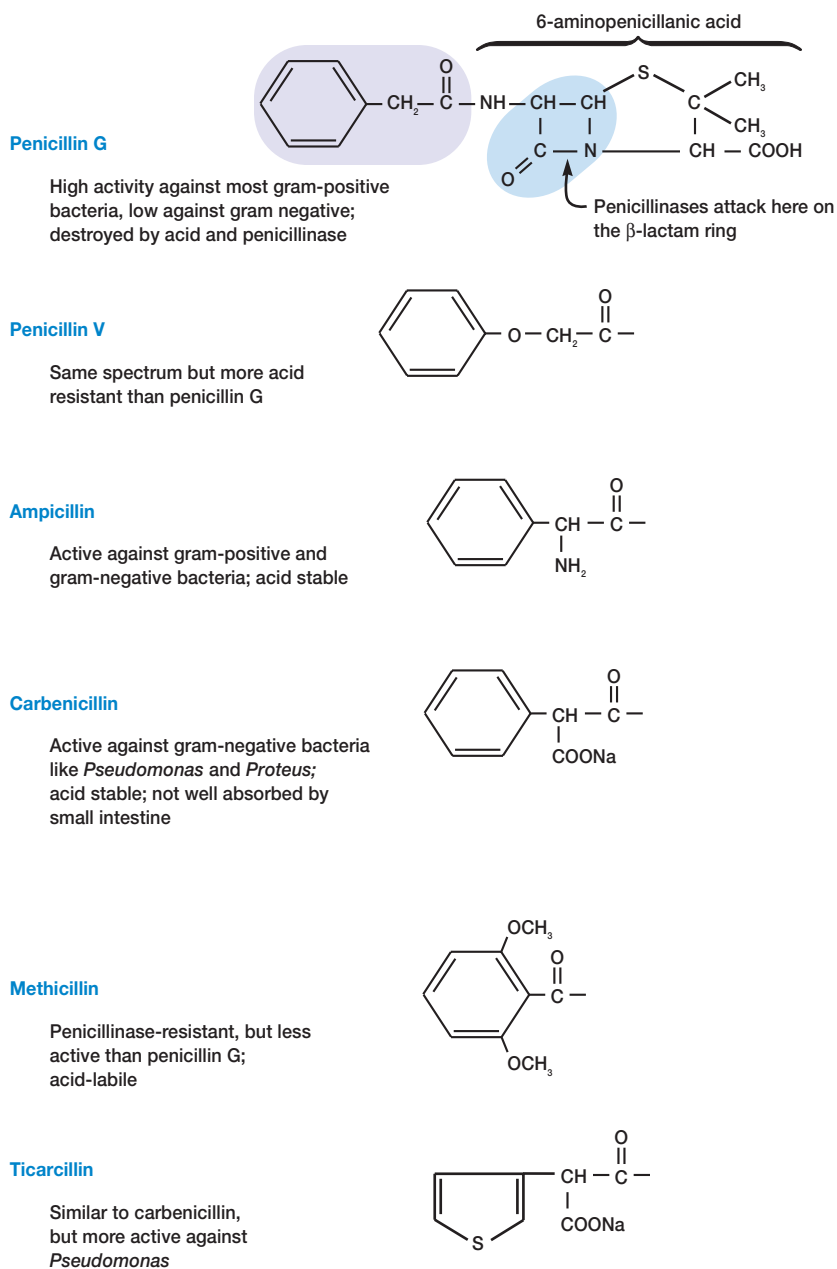 6-aminopenicillanic acid
O
S
CH₃
CH₂ C NH CH CH C
CH₃
C N CH COOH
O
Penicillin G
High activity against most gram-positive
bacteria, low against gram negative;
destroyed by acid and penicillinase
Penicillinases attack here on
the β-lactam ring
O
Penicillin V
O CH₂ C
Same spectrum but more acid
resistant than penicillin G
O
Ampicillin
CH C
NH₂
Active against gram-positive and
gram-negative bacteria; acid stable
O
Carbenicillin
CH C
COONa
Active against gram-negative bacteria
like Pseudomonas and Proteus;
acid stable; not well absorbed by
small intestine
OCH₃
O
Methicillin
C
Penicillinase-resistant, but less
active than penicillin G;
acid-labile
OCH₃
O
Ticarcillin
CH C
COONa
S
Similar to carbenicillin,
but more active against
Pseudomonas